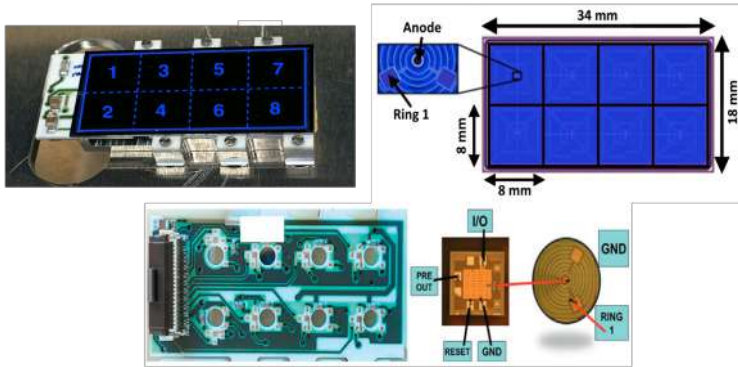 1 3 5 7
2 4 6 8
34 mm
Anode
Ring 1
18 mm
8 mm
8 mm
I/O
GND
PRE
OUT
RING
1
RESET
GND